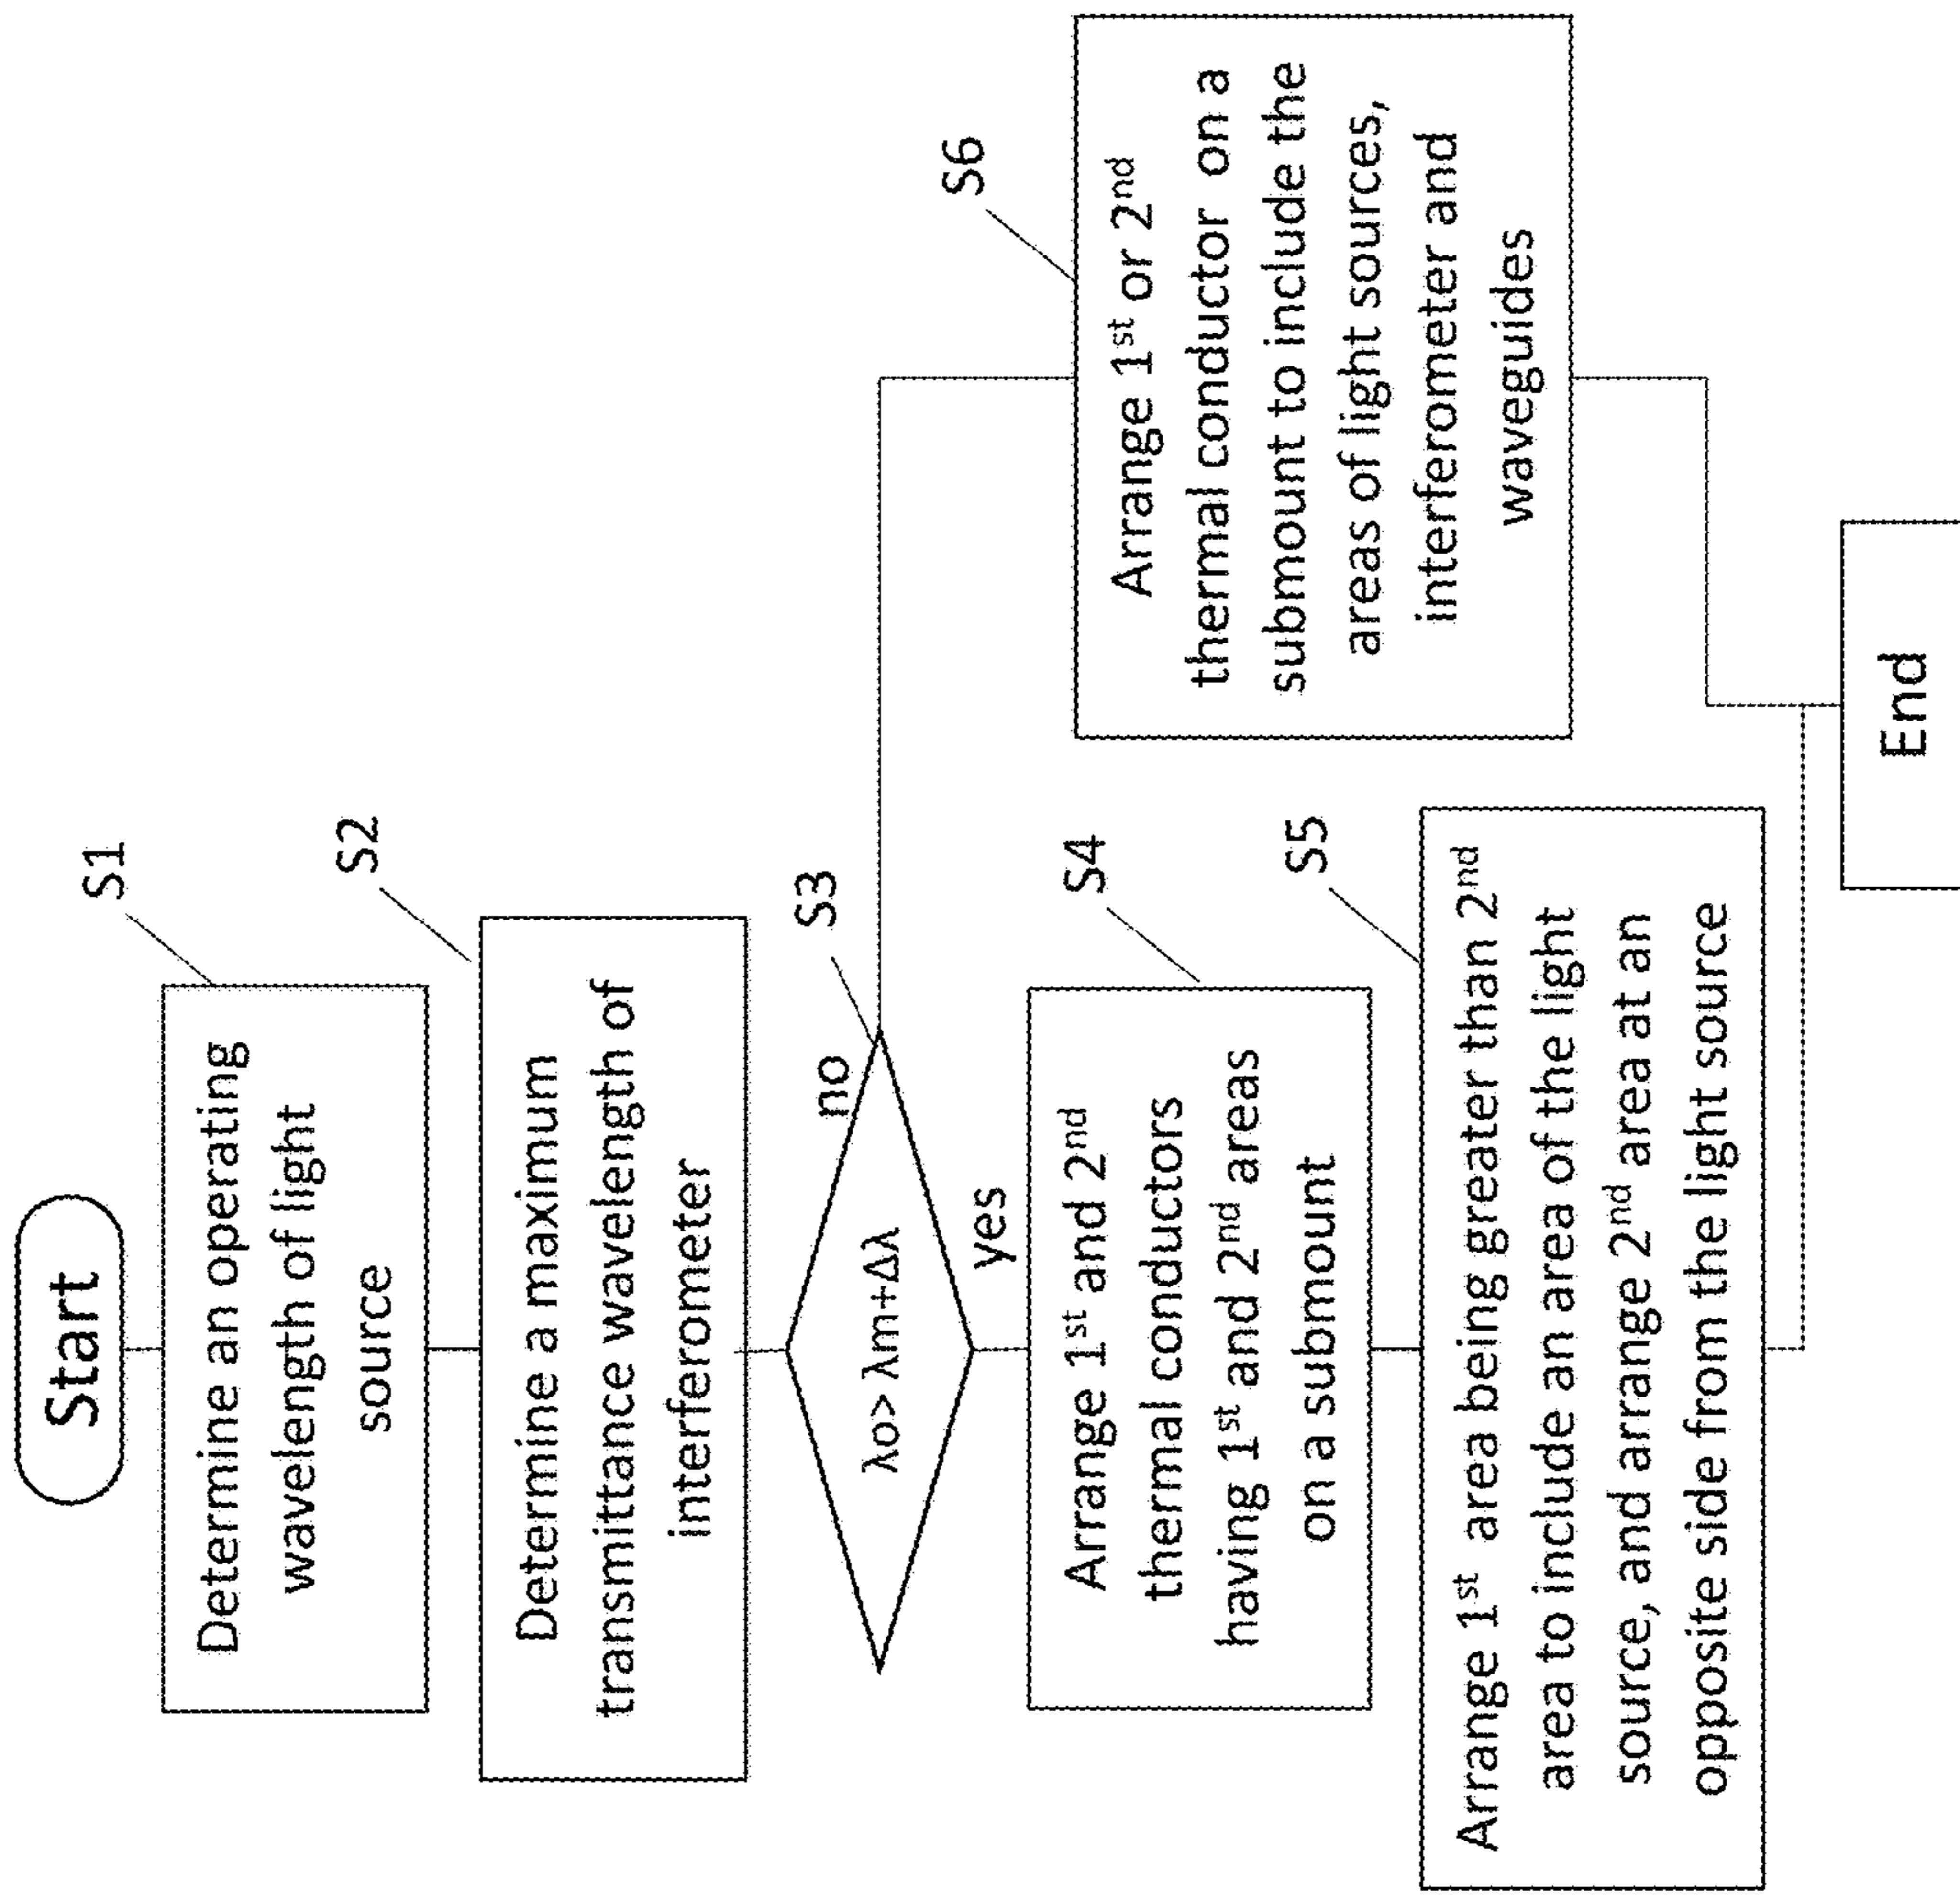 Start
S1
Determine an operating
wavelength of light
source
S2
Determine a maximum
transmittance wavelength of
interferometer
S3
λo> λm+Δλ
no
yes
S4
Arrange 1st and 2nd
thermal conductors
having 1st and 2nd areas
on a submount
S5
Arrange 1st area being greater than 2nd
area to include an area of the light
source, and arrange 2nd area at an
opposite side from the light source
S6
Arrange 1st or 2nd
thermal conductor on a
submount to include the
areas of light sources,
interferometer and
waveguides
End